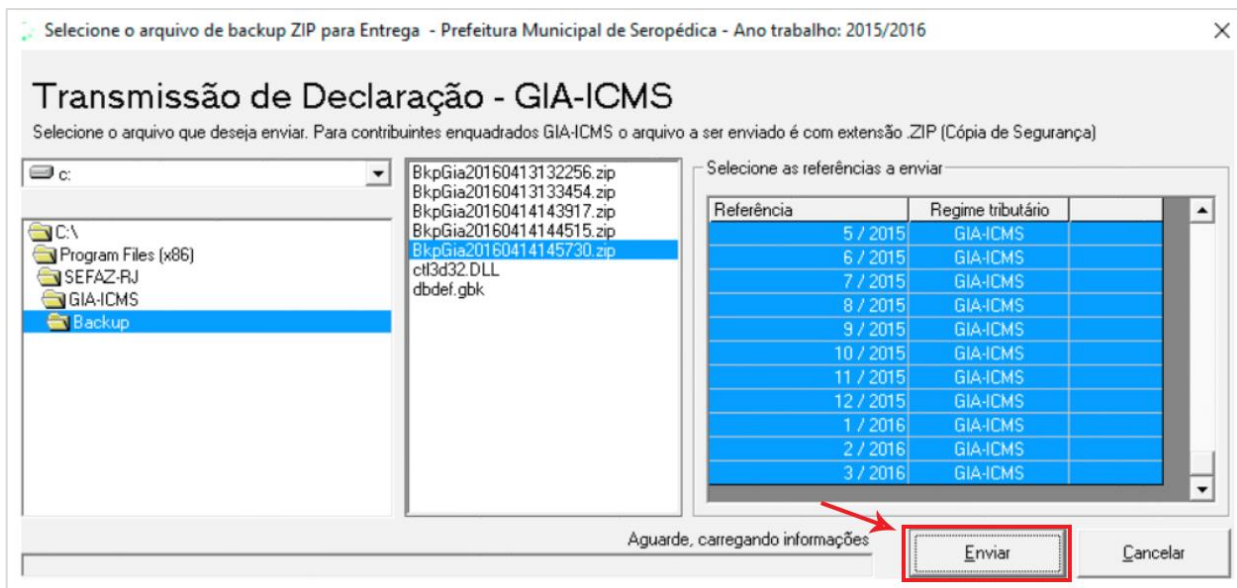 Selecione o arquivo de backup ZIP para Entrega - Prefeitura Municipal de Seropédica - Ano trabalho: 2015/2016
Transmissão de Declaração - GIA-ICMS
Selecione o arquivo que deseja enviar. Para contribuintes enquadrados GIA-ICMS o arquivo a ser enviado é com extensão .ZIP (Cópia de Segurança)
c:
C:\
Program Files (x86)
SEFAZ-RJ
GIA-ICMS
Backup
BkpGia20160413132256.zip
BkpGia20160413133454.zip
BkpGia20160414143917.zip
BkpGia20160414144515.zip
BkpGia20160414145730.zip
ctl3d32.DLL
dbdef.gbk
Selecione as referências a enviar
Referência Regime tributário
5 / 2015 GIA-ICMS
6 / 2015 GIA-ICMS
7 / 2015 GIA-ICMS
8 / 2015 GIA-ICMS
9 / 2015 GIA-ICMS
10 / 2015 GIA-ICMS
11 / 2015 GIA-ICMS
12 / 2015 GIA-ICMS
1 / 2016 GIA-ICMS
2 / 2016 GIA-ICMS
3 / 2016 GIA-ICMS
Aguarde, carregando informações
Enviar
Cancelar